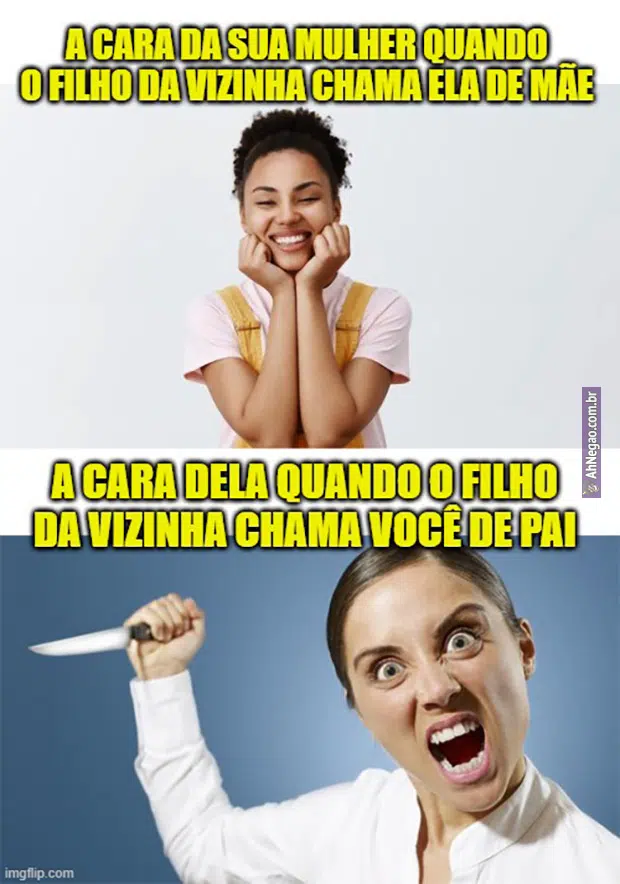 A CARA DA SUA MULHER QUANDO
O FILHO DA VIZINHA CHAMA ELA DE MÃE
AhNegao.com.br
A CARA DELA QUANDO O FILHO
DA VIZINHA CHAMA VOCÊ DE PAI
imgflip.com